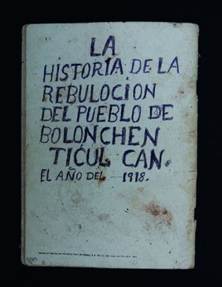 LA
HISTORIA DE LA
REBULOCION
DEL PUEBLO DE
BOLONCHEN
TICUL CAN.
EL AÑO DEL 1918.